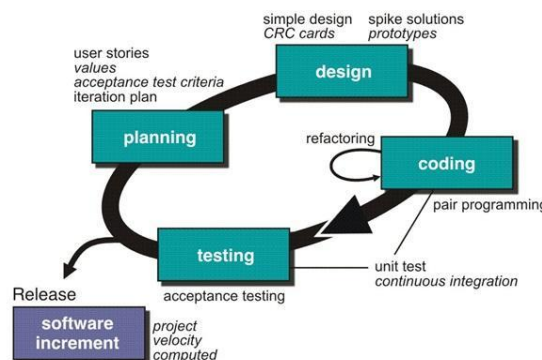 simple design
CRC cards
spike solutions
prototypes
user stories
values
acceptance test criteria
iteration plan
design
planning
refactoring
coding
pair programming
testing
unit test
continuous integration
acceptance testing
Release
software
increment
project
velocity
computed